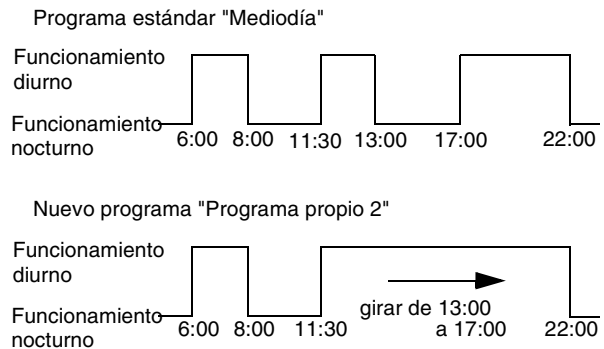 Programa estándar "Mediodía"
Funcionamiento
diurno
Funcionamiento
nocturno
6:00 8:00 11:30 13:00 17:00 22:00
Nuevo programa "Programa propio 2"
Funcionamiento
diurno
girar de 13:00
Funcionamiento
nocturno
6:00 8:00 11:30 a 17:00 22:00